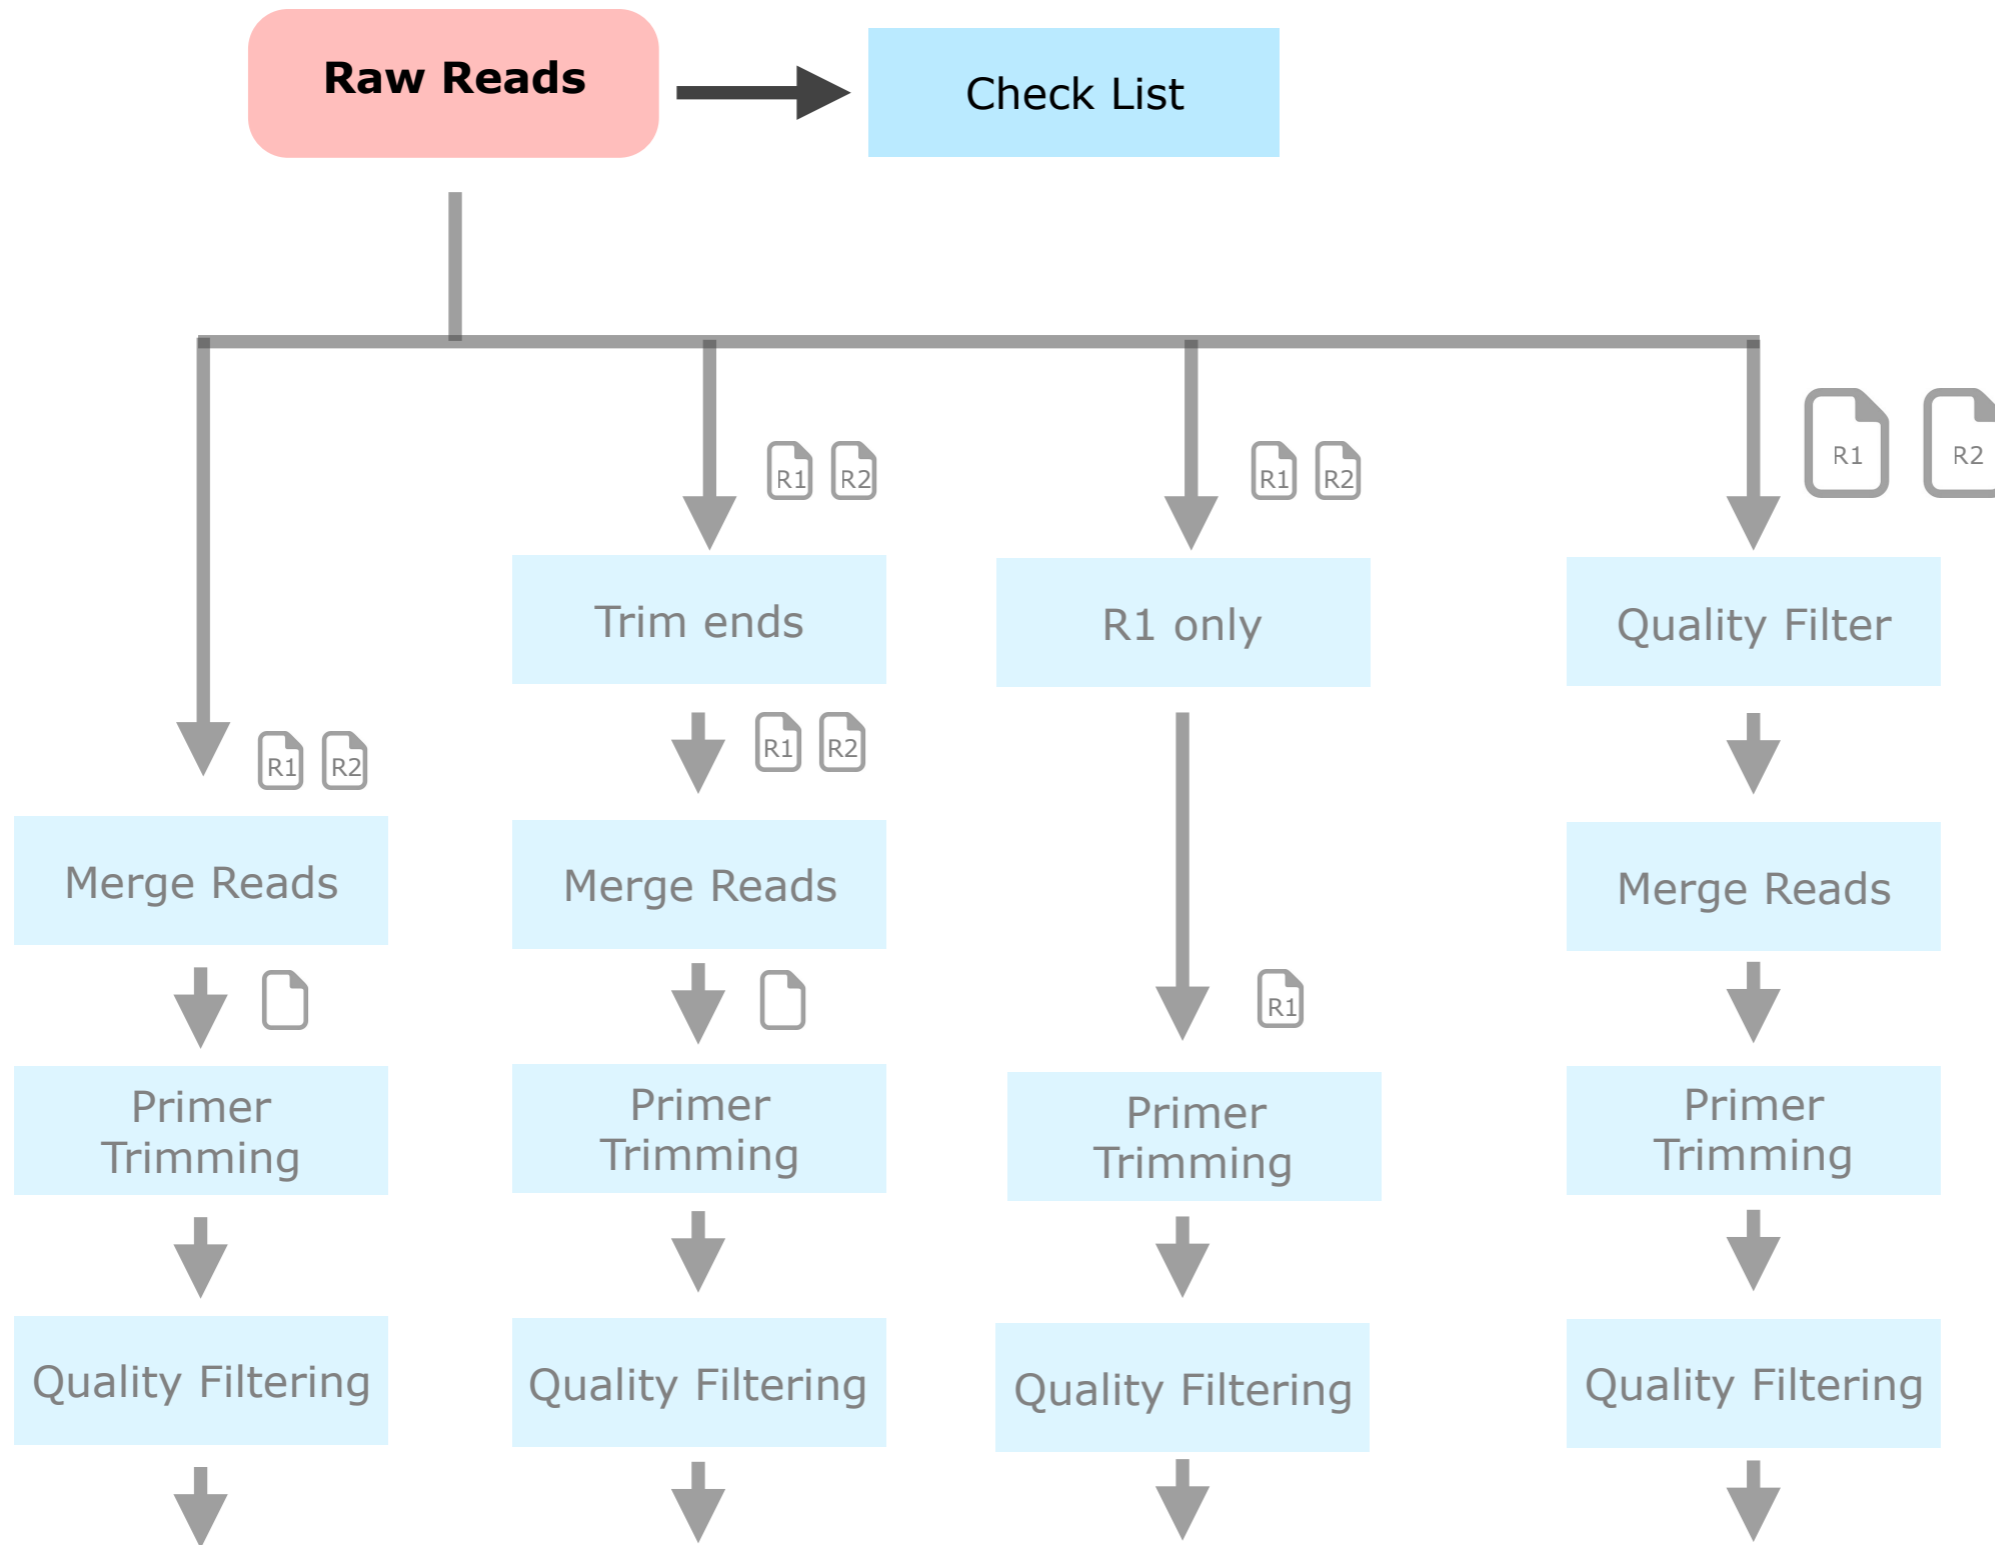 Raw Reads
Check List
R1 R2
R1 R2
R1 R2
Trim ends
R1 only
Quality Filter
R1 R2
R1 R2
Merge Reads
Merge Reads
Merge Reads
R1
Primer
Trimming
Primer
Trimming
Primer
Trimming
Primer
Trimming
Quality Filtering
Quality Filtering
Quality Filtering
Quality Filtering